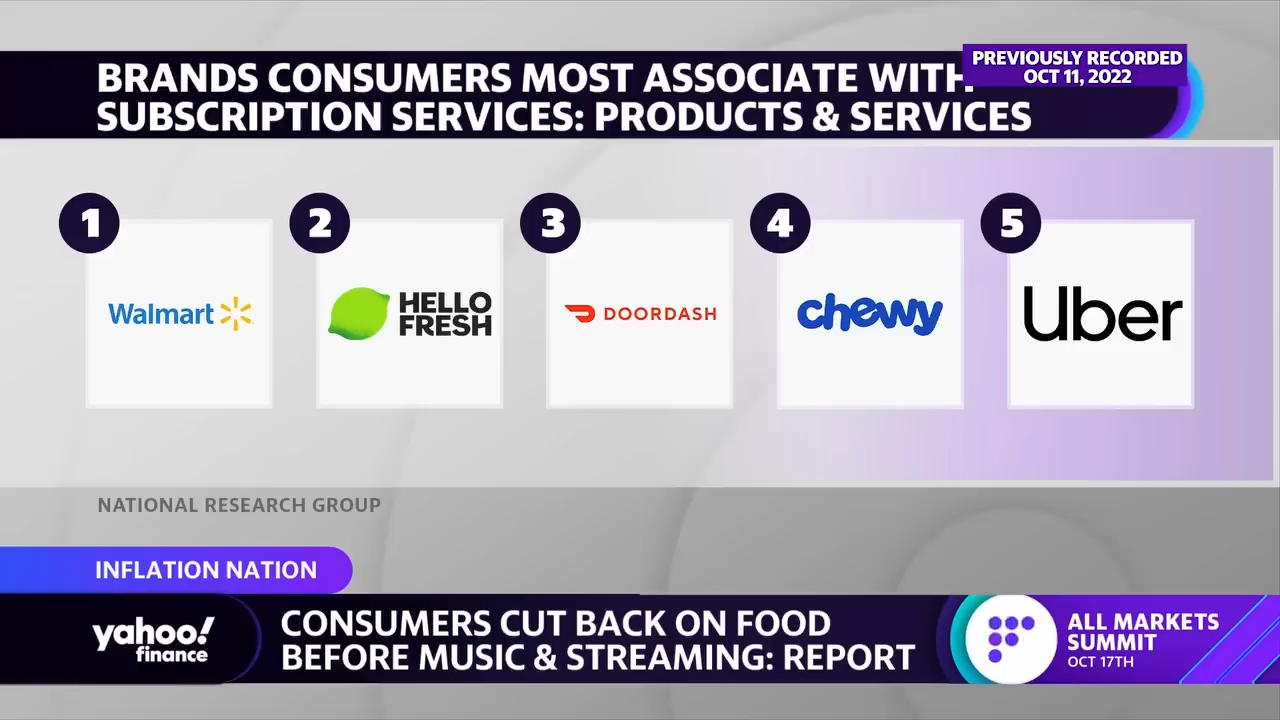 PREVIOUSLY RECORDED
OCT 11, 2022
BRANDS CONSUMERS MOST ASSOCIATE WITH
SUBSCRIPTION SERVICES: PRODUCTS & SERVICES
1
2
3
4
5
Walmart
HELLO
FRESH
DOORDASH
chewy
Uber
NATIONAL RESEARCH GROUP
INFLATION NATION
yahoo!
finance
CONSUMERS CUT BACK ON FOOD
BEFORE MUSIC & STREAMING: REPORT
ALL MARKETS
SUMMIT
OCT 17TH